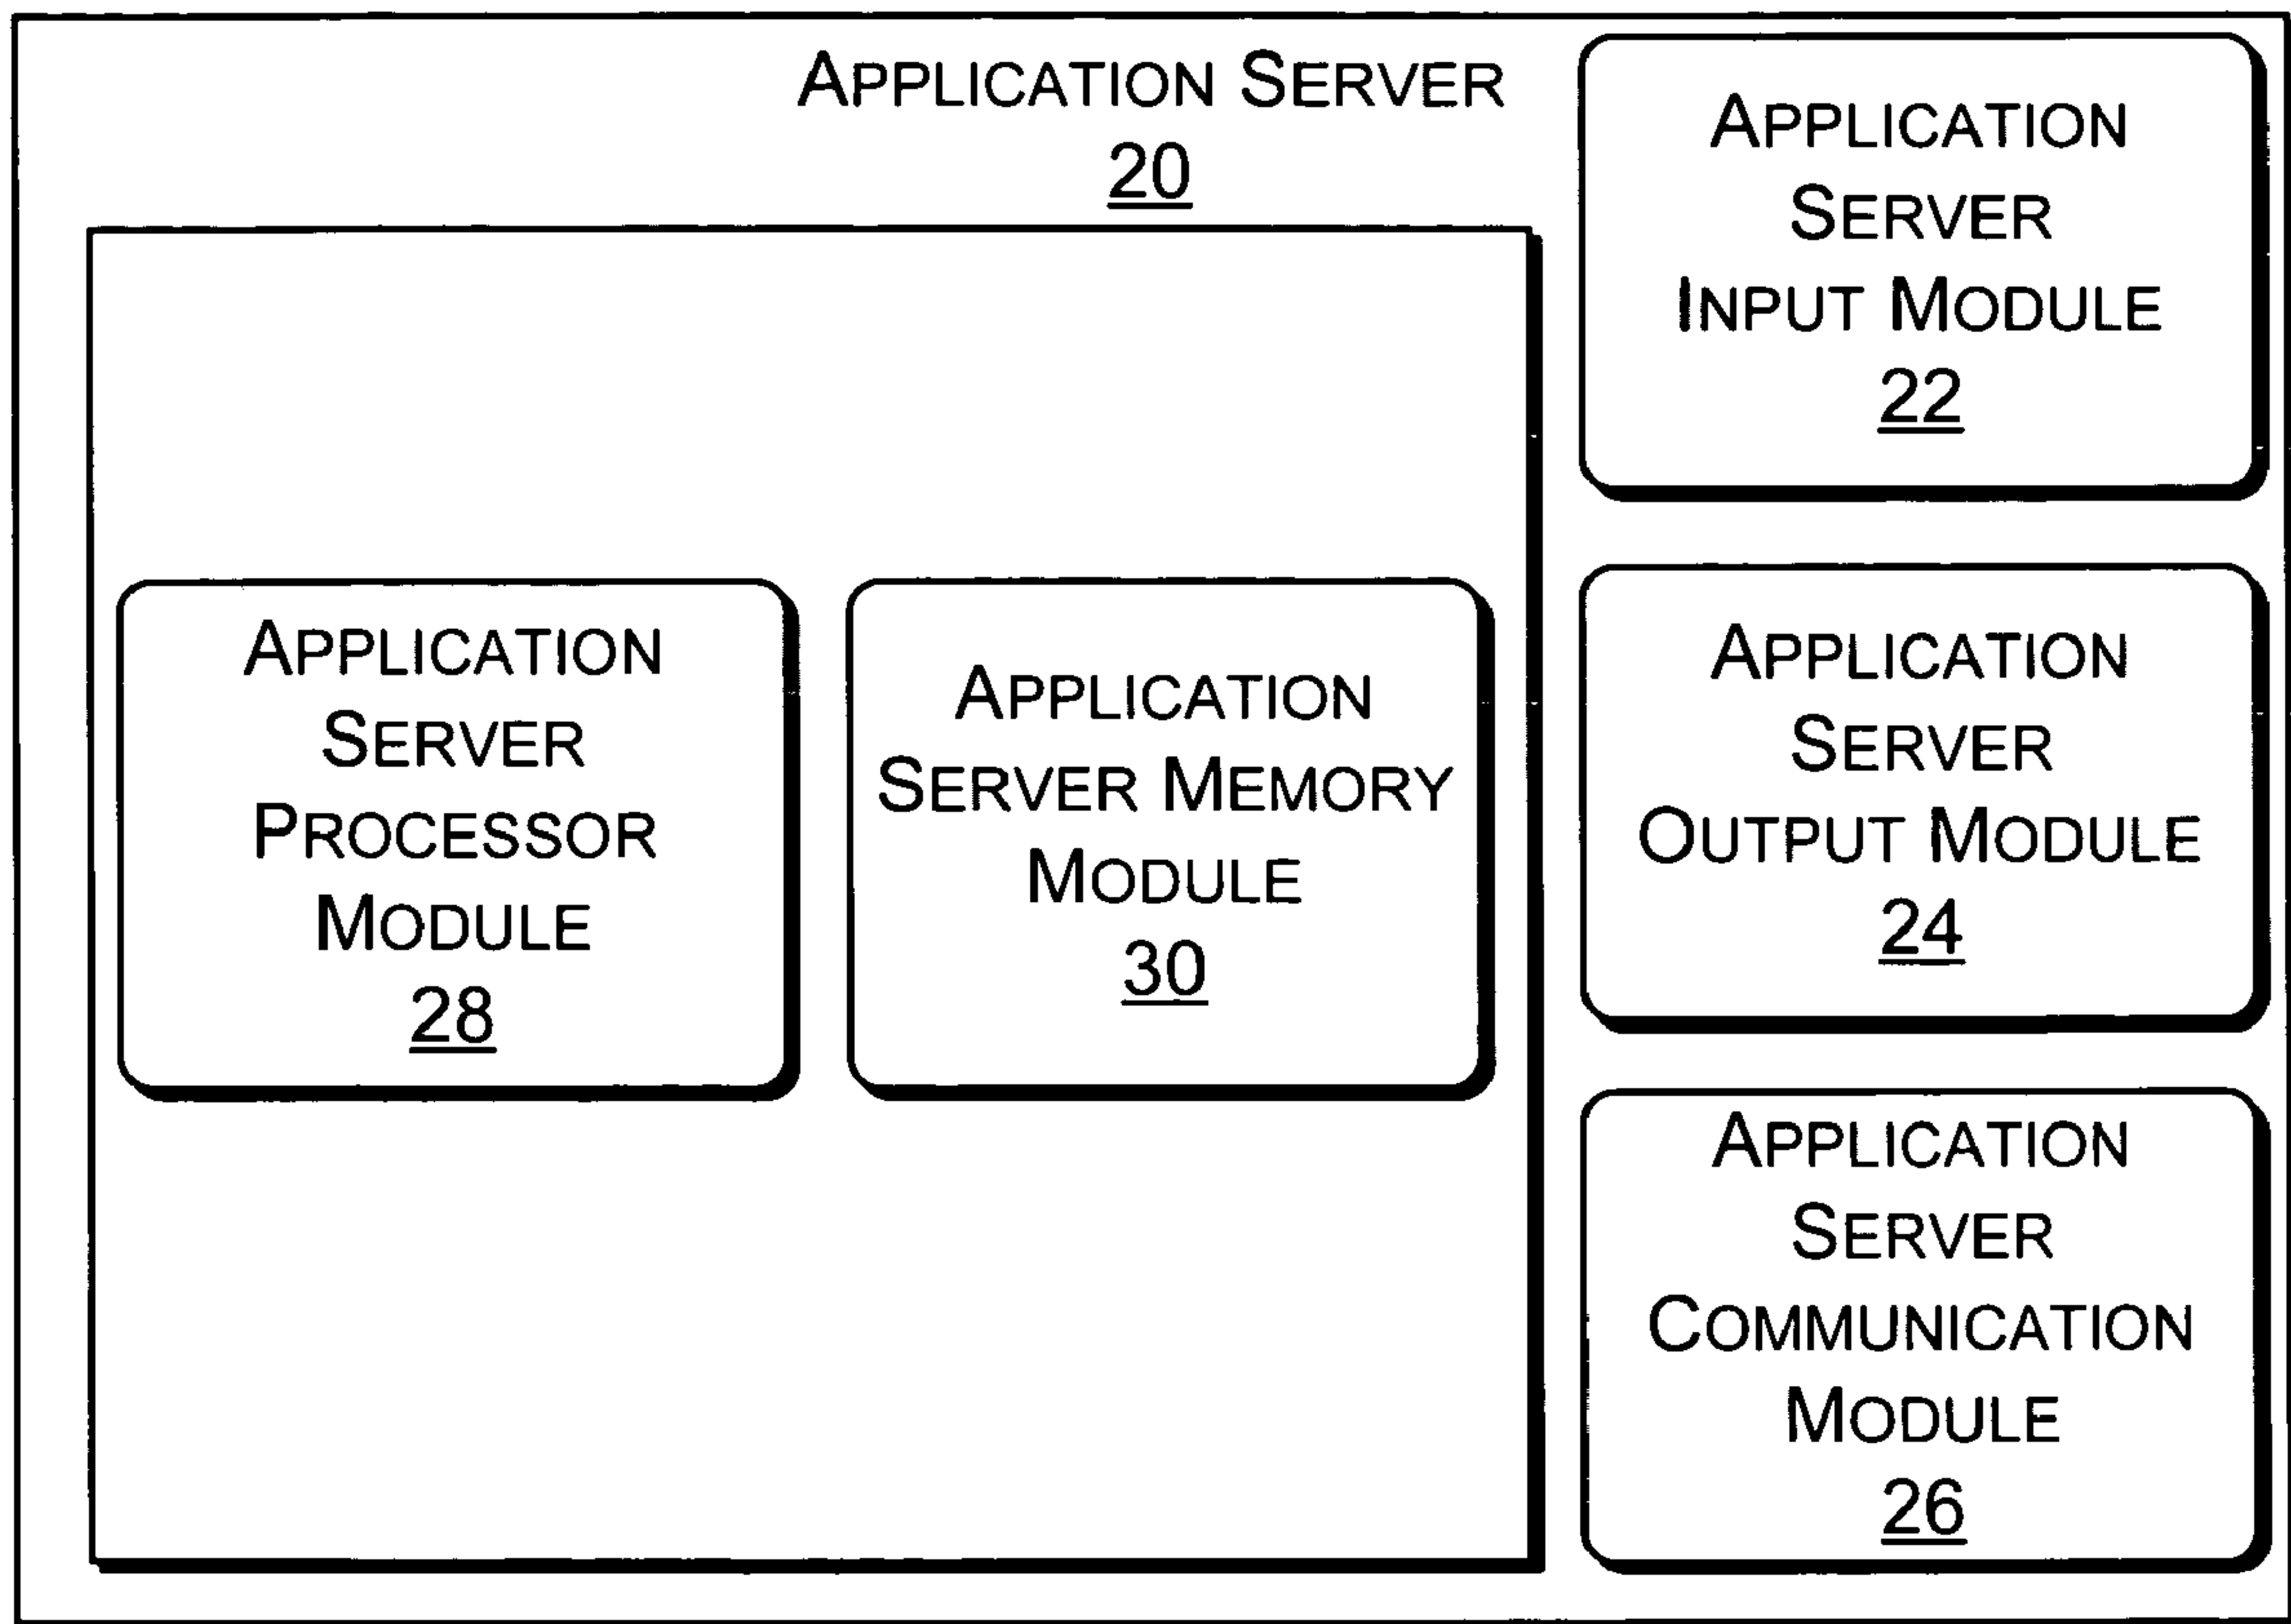 APPLICATION SERVER
20
APPLICATION
SERVER
INPUT MODULE
22
APPLICATION
SERVER
PROCESSOR
MODULE
28
APPLICATION
SERVER MEMORY
MODULE
30
APPLICATION
SERVER
OUTPUT MODULE
24
APPLICATION
SERVER
COMMUNICATION
MODULE
26